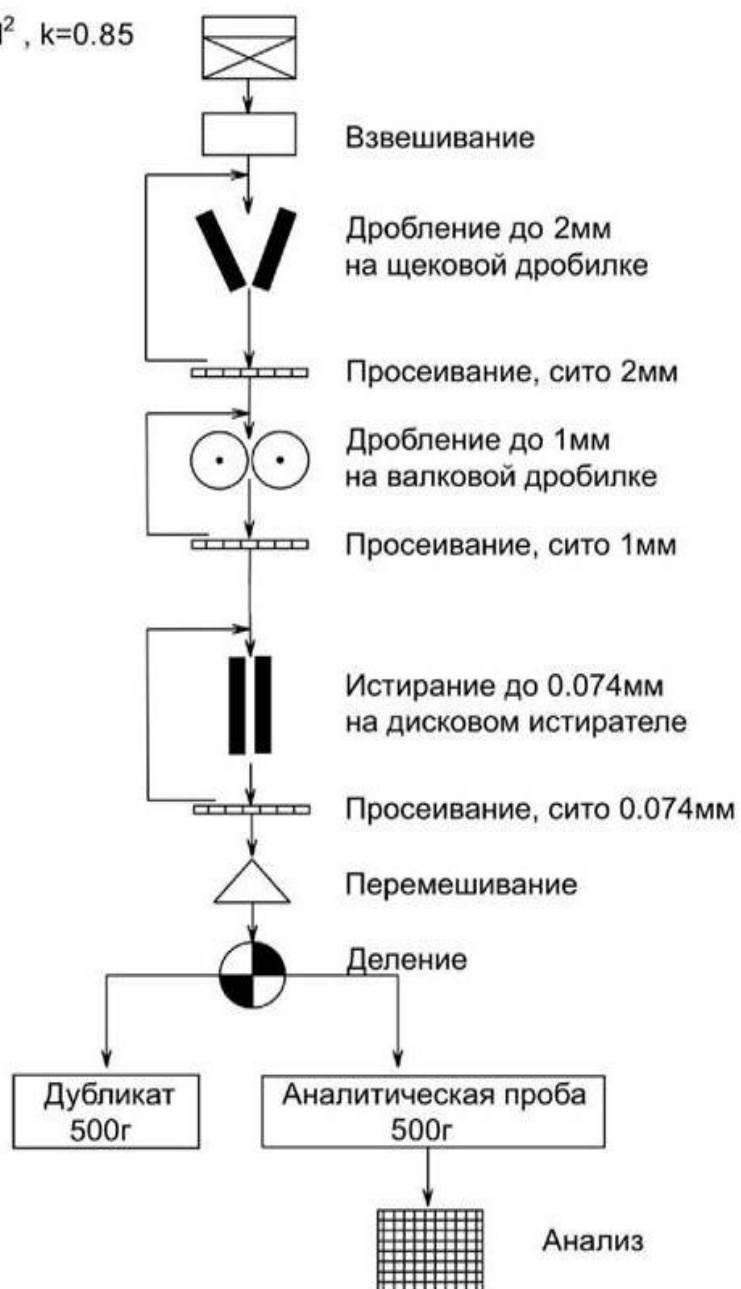 ², k=0.85
Взвешивание
Дробление до 2мм
на щековой дробилке
Просеивание, сито 2мм
Дробление до 1мм
на валковой дробилке
Просеивание, сито 1мм
Истирание до 0.074мм
на дисковом истирателе
Просеивание, сито 0.074мм
Перемешивание
Деление
Дубликат
500г
Аналитическая проба
500г
Анализ